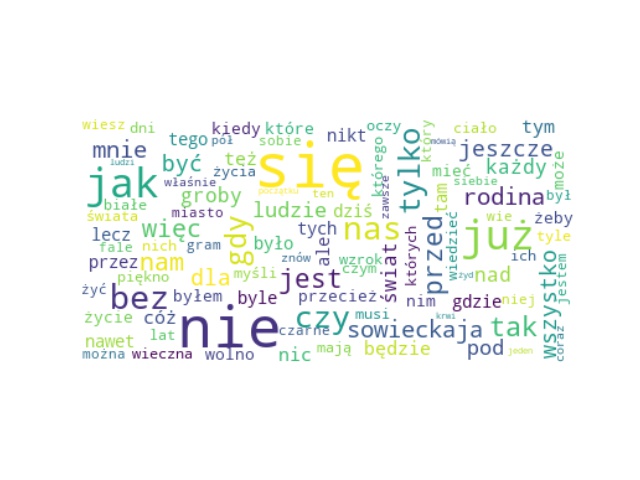 wiesz dni kiedy które oczy ciało tym
tego pół sobie nikt który mówią jeszcze
mnie ludzi być też życia się którego tylko mieć każdy może
jak właśnie początku ten zawsze siebie
białe groby rodina był
świata miasto ludzie dziś tam wie żeby
lecz więc gdy było tych nas przed wiedzieć już tyle
fale nich gram ale świat których ich
przez nam znów wzrok
piękno dla myśli jest czym żyd nad wszystko jestem
żyć bez byłem byle przecież nim gdzie niej
życie cóż nie czy musi krwi tak
lat czarne sowieckaja coraz
nawet będzie pod
można wieczna wolno nic mają jeden